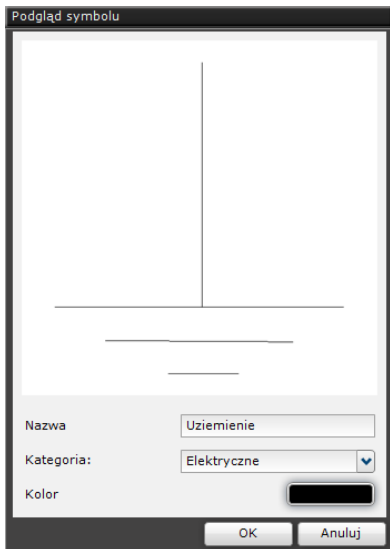 Podgląd symbolu
Nazwa Uziemienie
Kategoria: Elektryczne
Kolor
OK Anuluj